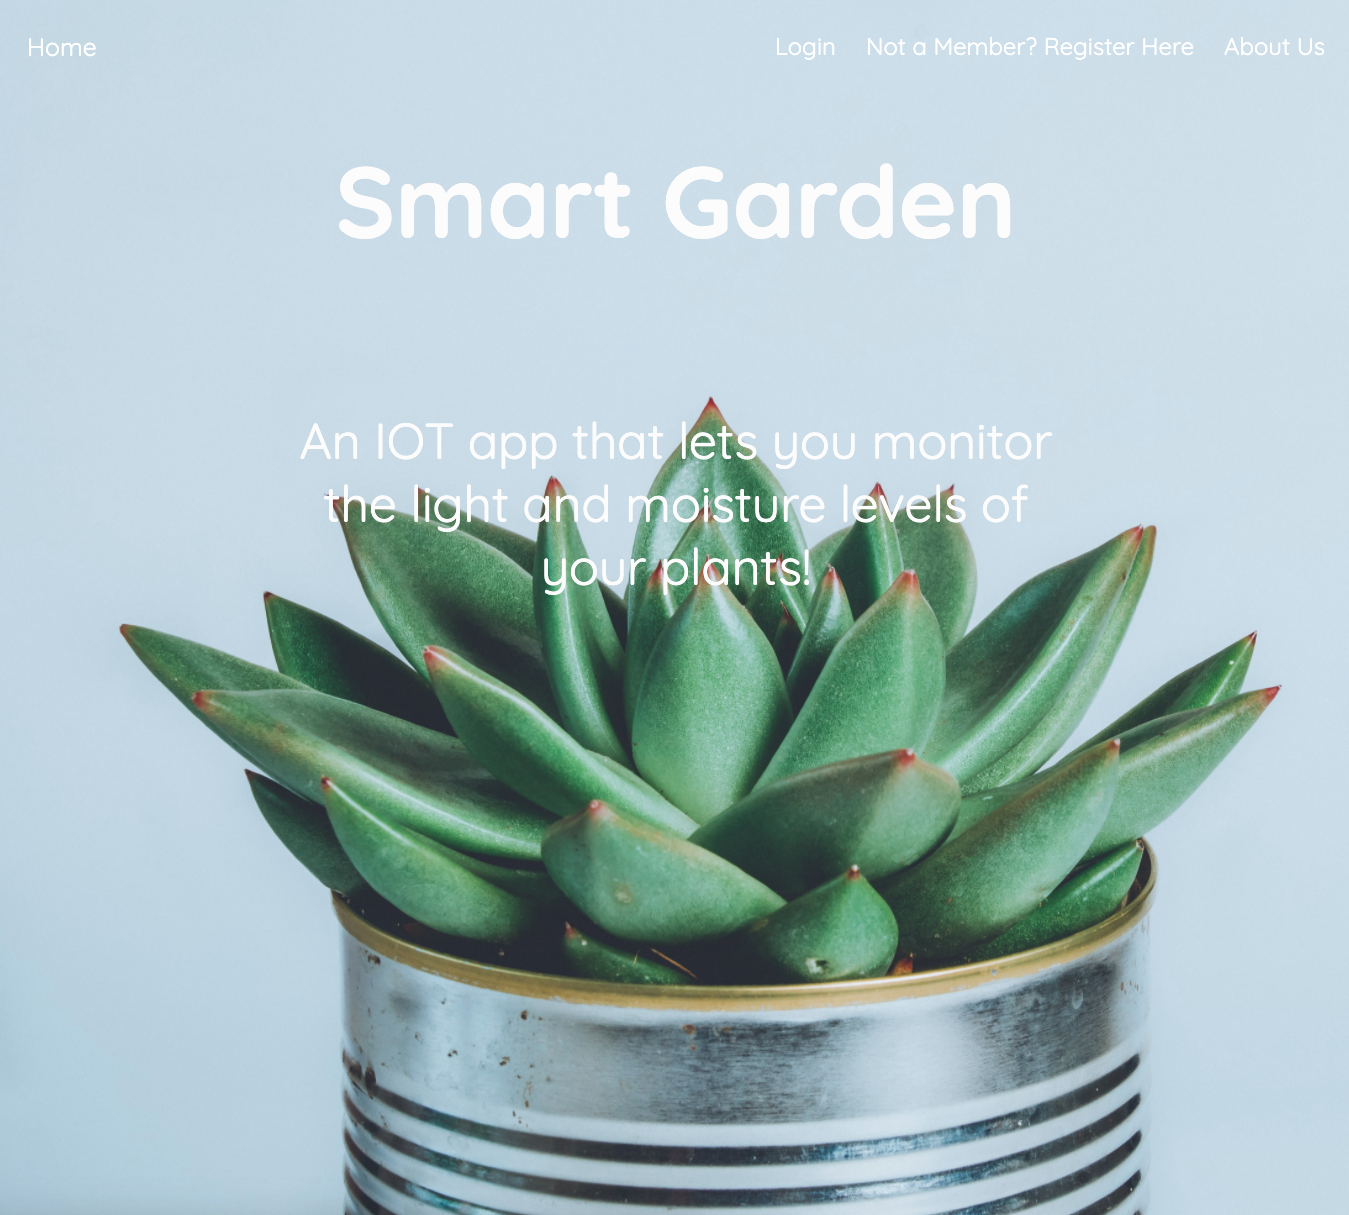 Home
Login
Not a Member? Register Here
About Us
Smart Garden
An IOT app that lets you monitor
the light and moisture levels of
your plants!